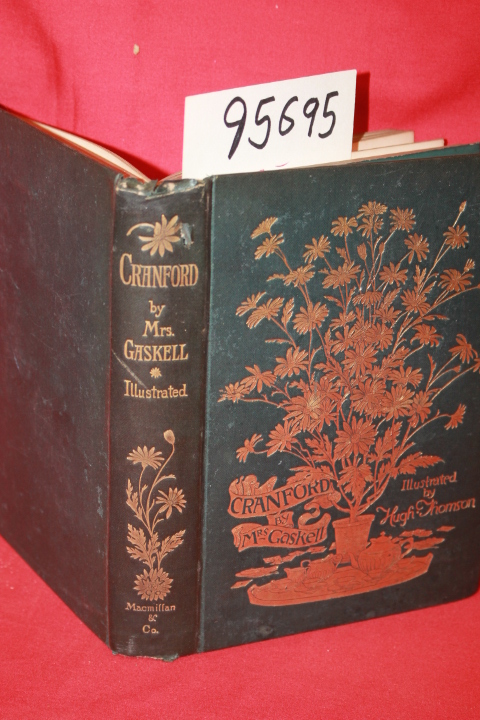 95695
CRANFORD
by
Mrs.
GASKELL
Illustrated
Macmillan
&
Co.
CRANFORD
BY
Mrs Gaskell
Illustrated
by
Hugh Thomson